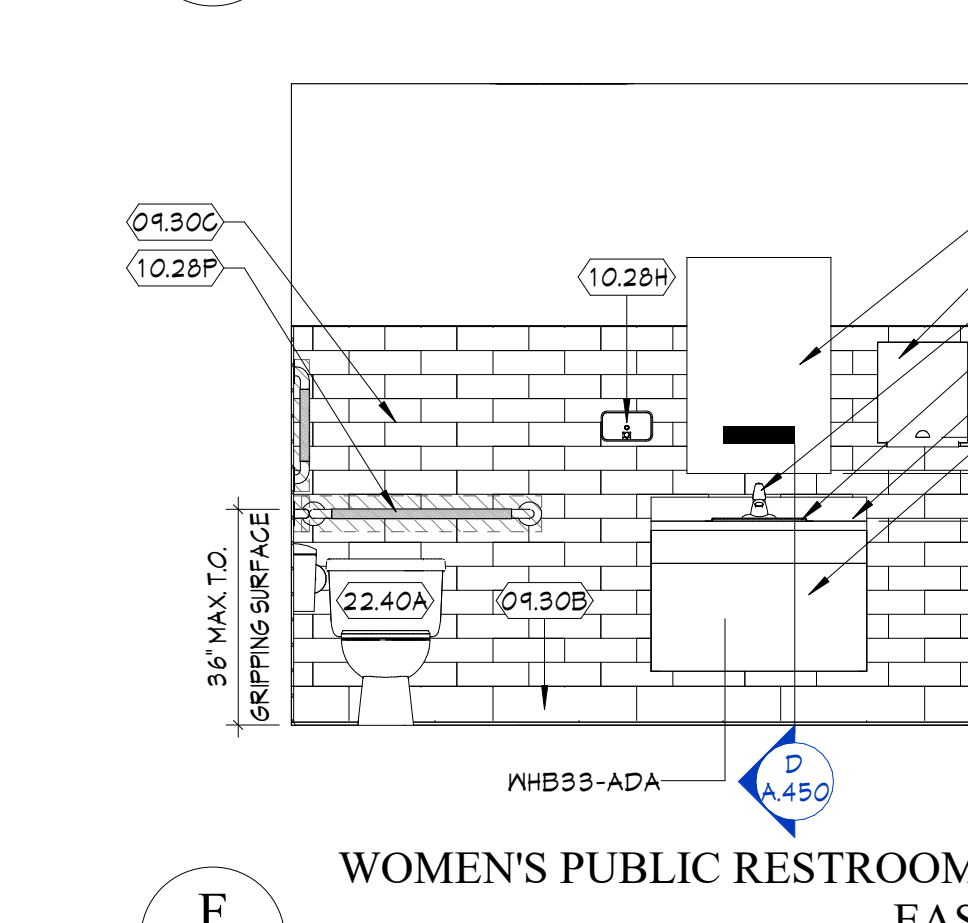 09.30C
10.28P
10.28H
36" MAX. T.O.
GRIPPING SURFACE
22.40A
09.30B
WHB33-ADA
D
A.450
WOMEN'S PUBLIC RESTROOM